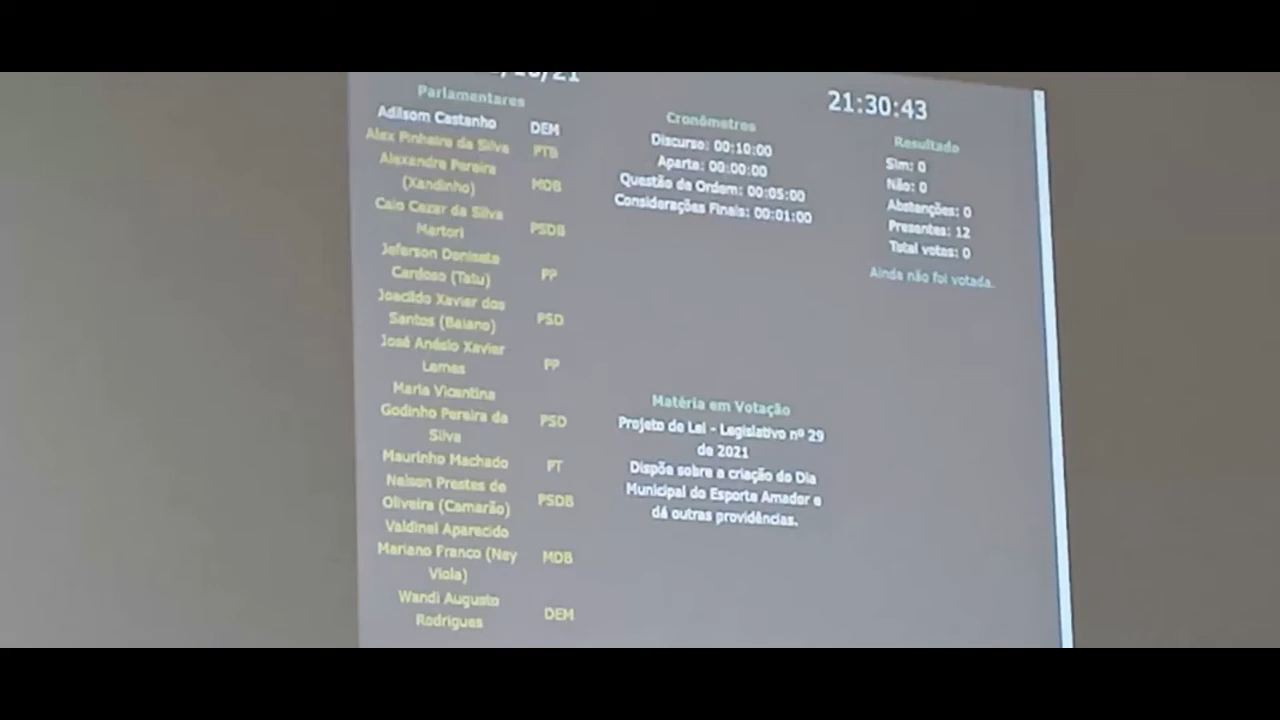 /10/21
21:30:43
Parlamentares
Adilsom Castanho DEM
Alex Pinheiro da Silva PTB
Alexandre Pereira
(Xandinho) MDB
Caio Cezar da Silva
Martori PSDB
Jeferson Donisete
Cardoso (Tatu) PP
Joacildo Xavier dos
Santos (Baiano) PSD
José Anésio Xavier
Lemes PP
Maria Vicentina
Godinho Pereira da
Silva PSD
Maurinho Machado PT
Nelson Prestes de
Oliveira (Camarão) PSDB
Valdinei Aparecido
Mariano Franco (Ney
Viola) MDB
Wandi Augusto
Rodrigues DEM
Cronômetros
Discurso: 00:10:00
Aparte: 00:00:00
Questão de Ordem: 00:05:00
Considerações Finais: 00:01:00
Matéria em Votação
Projeto de Lei - Legislativo nº 29
de 2021
Dispõe sobre a criação do Dia
Municipal do Esporte Amador e
dá outras providências.
Resultado
Sim: 0
Não: 0
Abstenções: 0
Presentes: 12
Total votos: 0
Ainda não foi votada.